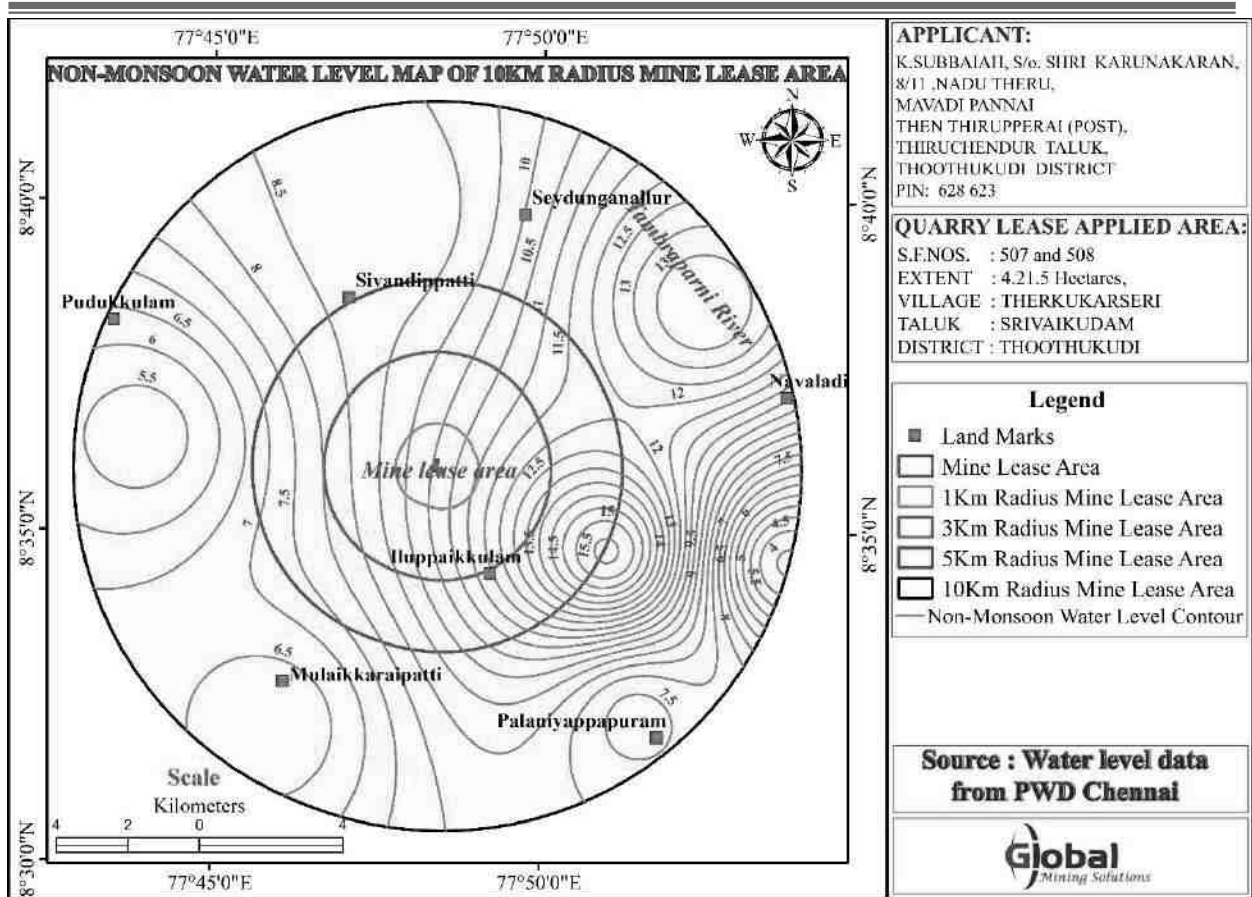 77°45'0"E
77°50'0"E
NON-MONSOON WATER LEVEL MAP OF 10KM RADIUS MINE LEASE AREA
N
W
E
S
8°40'0"N
8°40'0"N
8°35'0"N
8°35'0"N
8°30'0"N
10
8.5
Seydunganallur
Tambraparni River
12.5
10.5
13
8
Sivandippatti
Pudukkulam
6.5
6
11.5
5.5
12
Navaladi
12
7.5
12.5
Mine lease area
7.5
7
15
15.5
14.5
4
Iluppaikkulam
6.5
Mulaikkaraipatti
7.5
Palaniyappapuram
Scale
Kilometers
4 2 0 4
77°45'0"E
77°50'0"E
APPLICANT:
K.SUBBAIAH, S/o. SHRI KARUNAKARAN,
8/11 ,NADU THERU,
MAVADI PANNAI
THEN THIRUPPERAI (POST),
THIRUCHENDUR TALUK,
THOOTHUKUDI DISTRICT
PIN: 628 623
QUARRY LEASE APPLIED AREA:
S.F.NOS. : 507 and 508
EXTENT : 4.21.5 Hectares,
VILLAGE : THERKUKARSERI
TALUK : SRIVAIKUDAM
DISTRICT : THOOTHUKUDI
Legend
Land Marks
Mine Lease Area
1Km Radius Mine Lease Area
3Km Radius Mine Lease Area
5Km Radius Mine Lease Area
10Km Radius Mine Lease Area
Non-Monsoon Water Level Contour
Source : Water level data
from PWD Chennai
Global
Mining Solutions